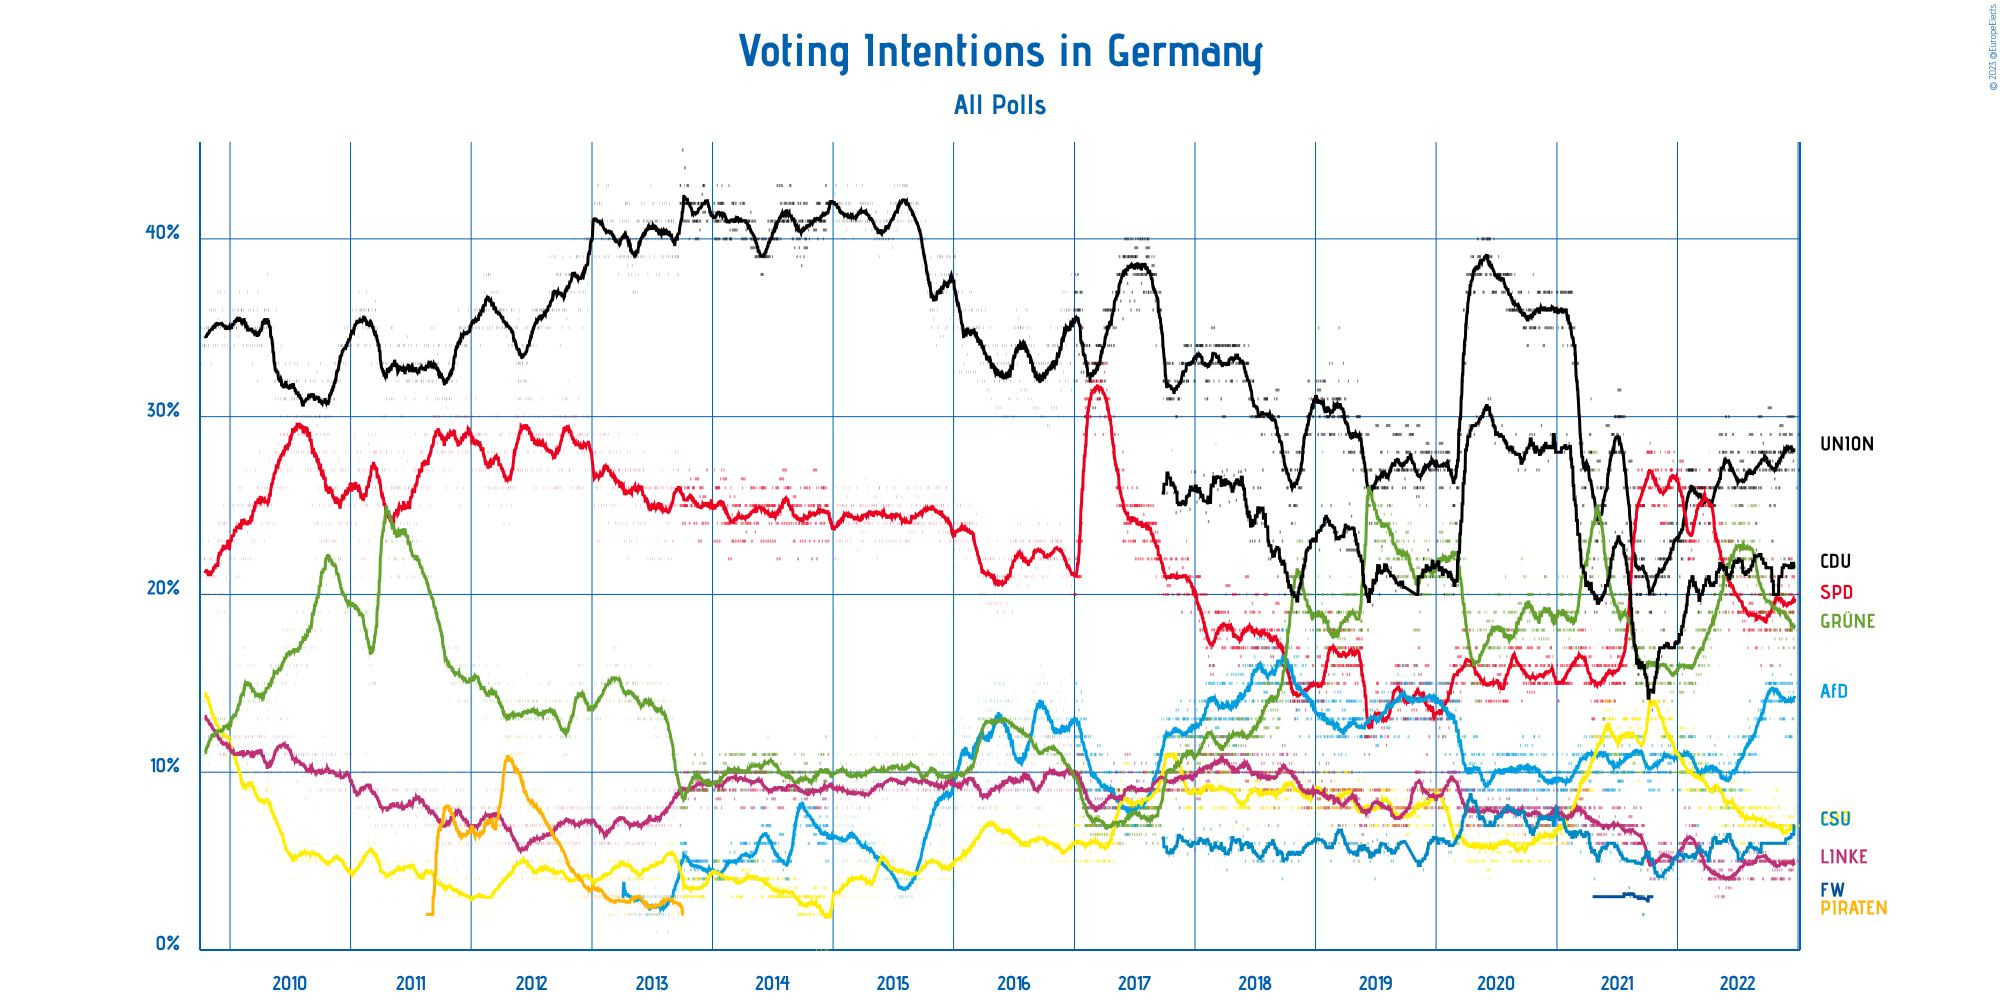 © 2023 @EuropeElects
Voting Intentions in Germany
All Polls
40%
30%
20%
10%
0%
UNION
CDU
SPD
GRÜNE
AfD
CSU
LINKE
FW
PIRATEN
2010 2011 2012 2013 2014 2015 2016 2017 2018 2019 2020 2021 2022